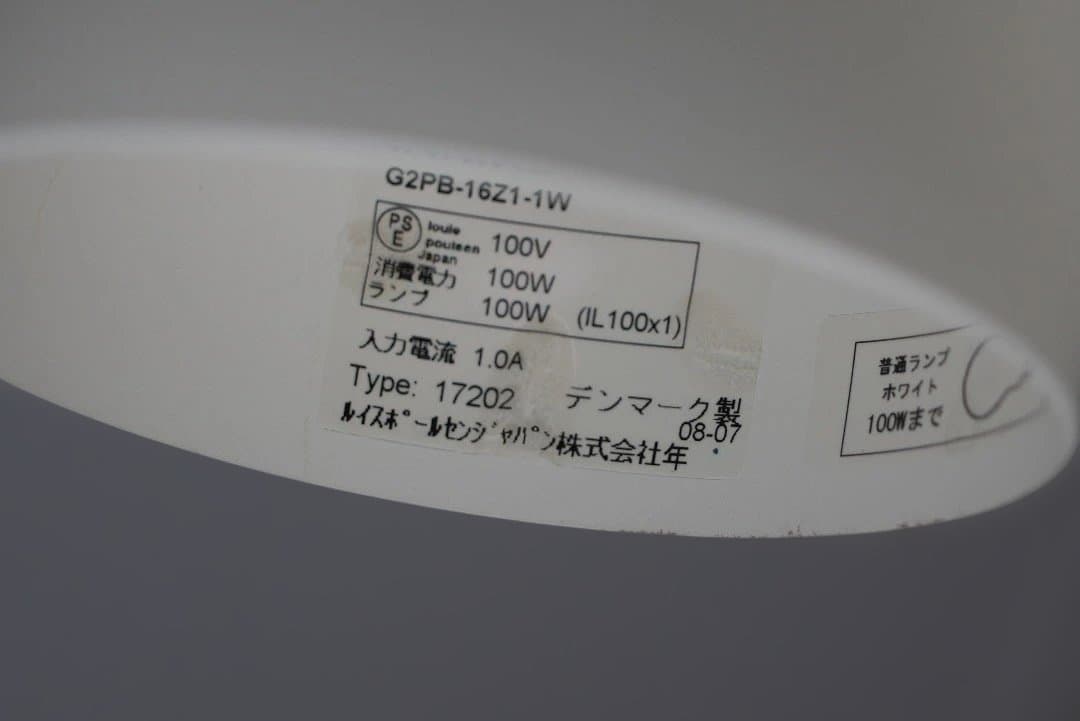 G2PB-16Z1-1W
PS
E
louie
pouleen
Japan
100V
消費電力 100W
ランプ 100W (IL100x1)
入力電流 1.0A
Type: 17202 デンマーク製
08-07
ルイスポールセンジャパン株式会社年
普通ランプ
ホワイト
100Wまで